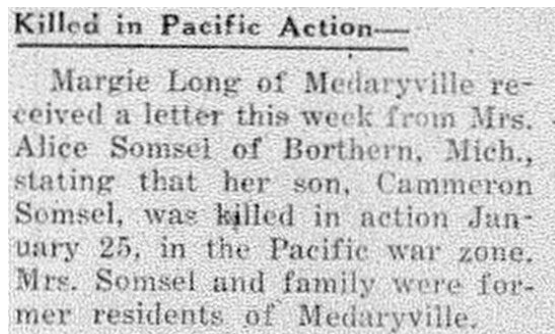 Killed in Pacific Action—
Margie Long of Medaryville re-
ceived a letter this week from Mrs.
Alice Somsel of Borthern, Mich.,
stating that her son, Cammeron
Somsel, was killed in action Jan-
uary 25, in the Pacific war zone.
Mrs. Somsel and family were for-
mer residents of Medaryville.